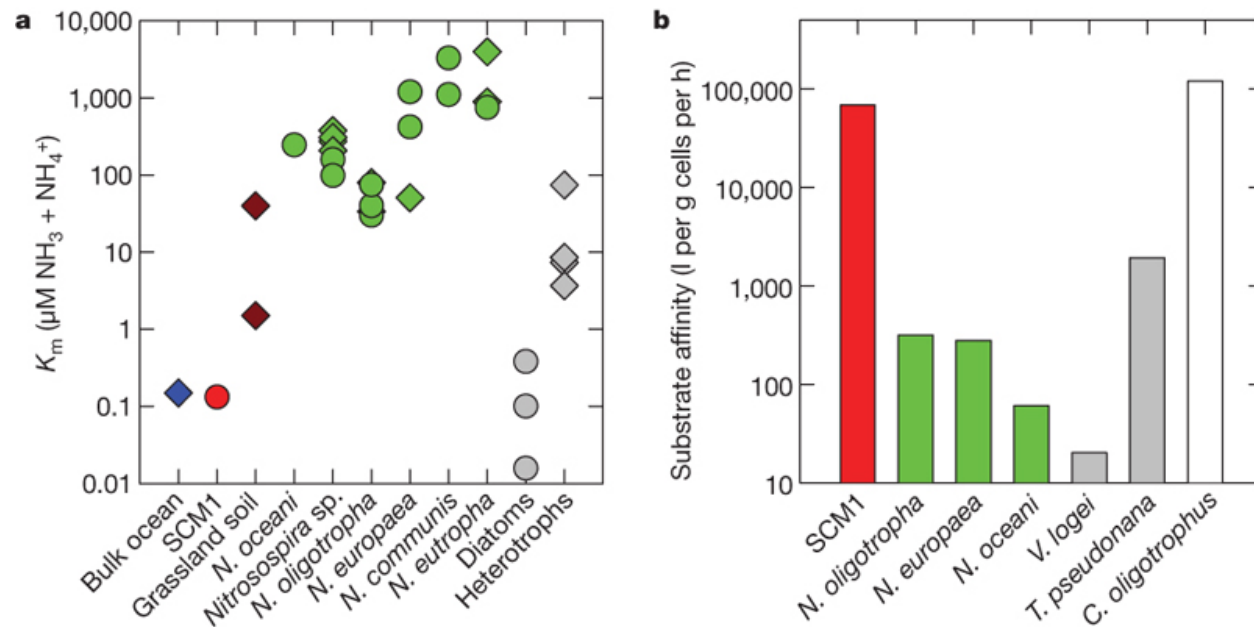 a
10,000
1,000
100
10
1
0.1
0.01
Km (µM NH3 + NH4+)
Bulk ocean
SCM1
Grassland soil
N. oceani
Nitrosospira sp.
N. oligotropha
N. europaea
N. communis
N. eutropha
Diatoms
Heterotrophs
b
100,000
10,000
1,000
100
10
Substrate affinity (l per g cells per h)
SCM1
N. oligotropha
N. europaea
N. oceani
V. logei
T. pseudonana
C. oligotrophus